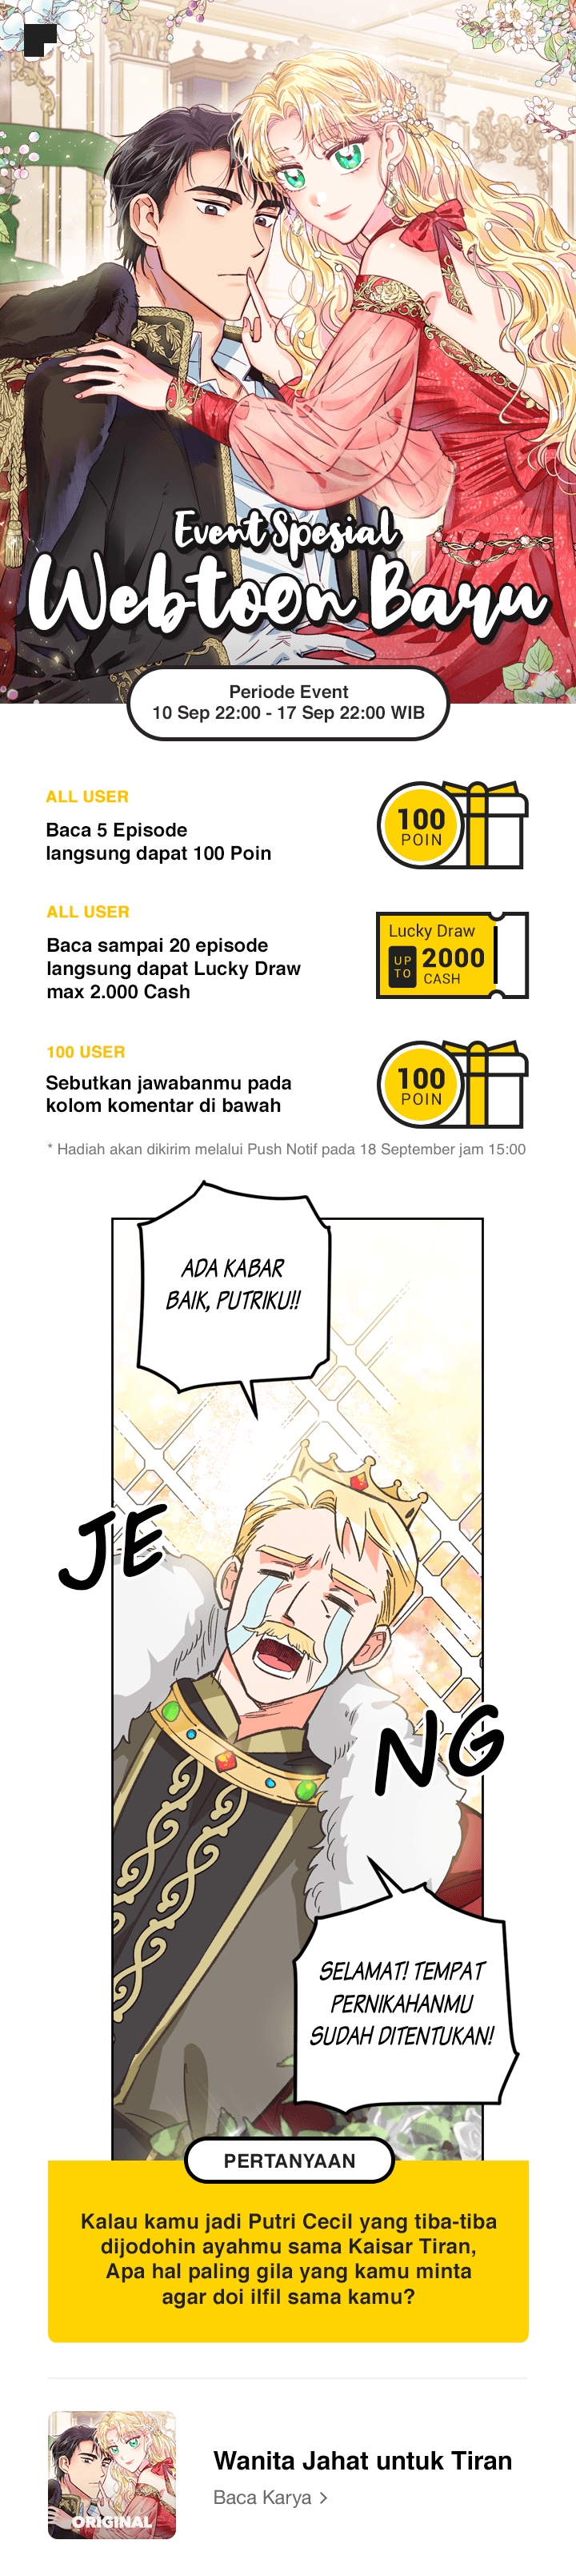 Event Spesial
Webtoon Baru
Periode Event
10 Sep 22:00 - 17 Sep 22:00 WIB
ALL USER
Baca 5 Episode
langsung dapat 100 Poin
100
POIN
ALL USER
Baca sampai 20 episode
langsung dapat Lucky Draw
max 2.000 Cash
Lucky Draw
UP TO 2000
CASH
100 USER
Sebutkan jawabanmu pada
kolom komentar di bawah
100
POIN
* Hadiah akan dikirim melalui Push Notif pada 18 September jam 15:00
ADA KABAR
BAIK, PUTRIKU!!
JE
NG
SELAMAT! TEMPAT
PERNIKAHANMU
SUDAH DITENTUKAN!
PERTANYAAN
Kalau kamu jadi Putri Cecil yang tiba-tiba
dijodohin ayahmu sama Kaisar Tiran,
Apa hal paling gila yang kamu minta
agar doi ilfil sama kamu?
ORIGINAL
Wanita Jahat untuk Tiran
Baca Karya >